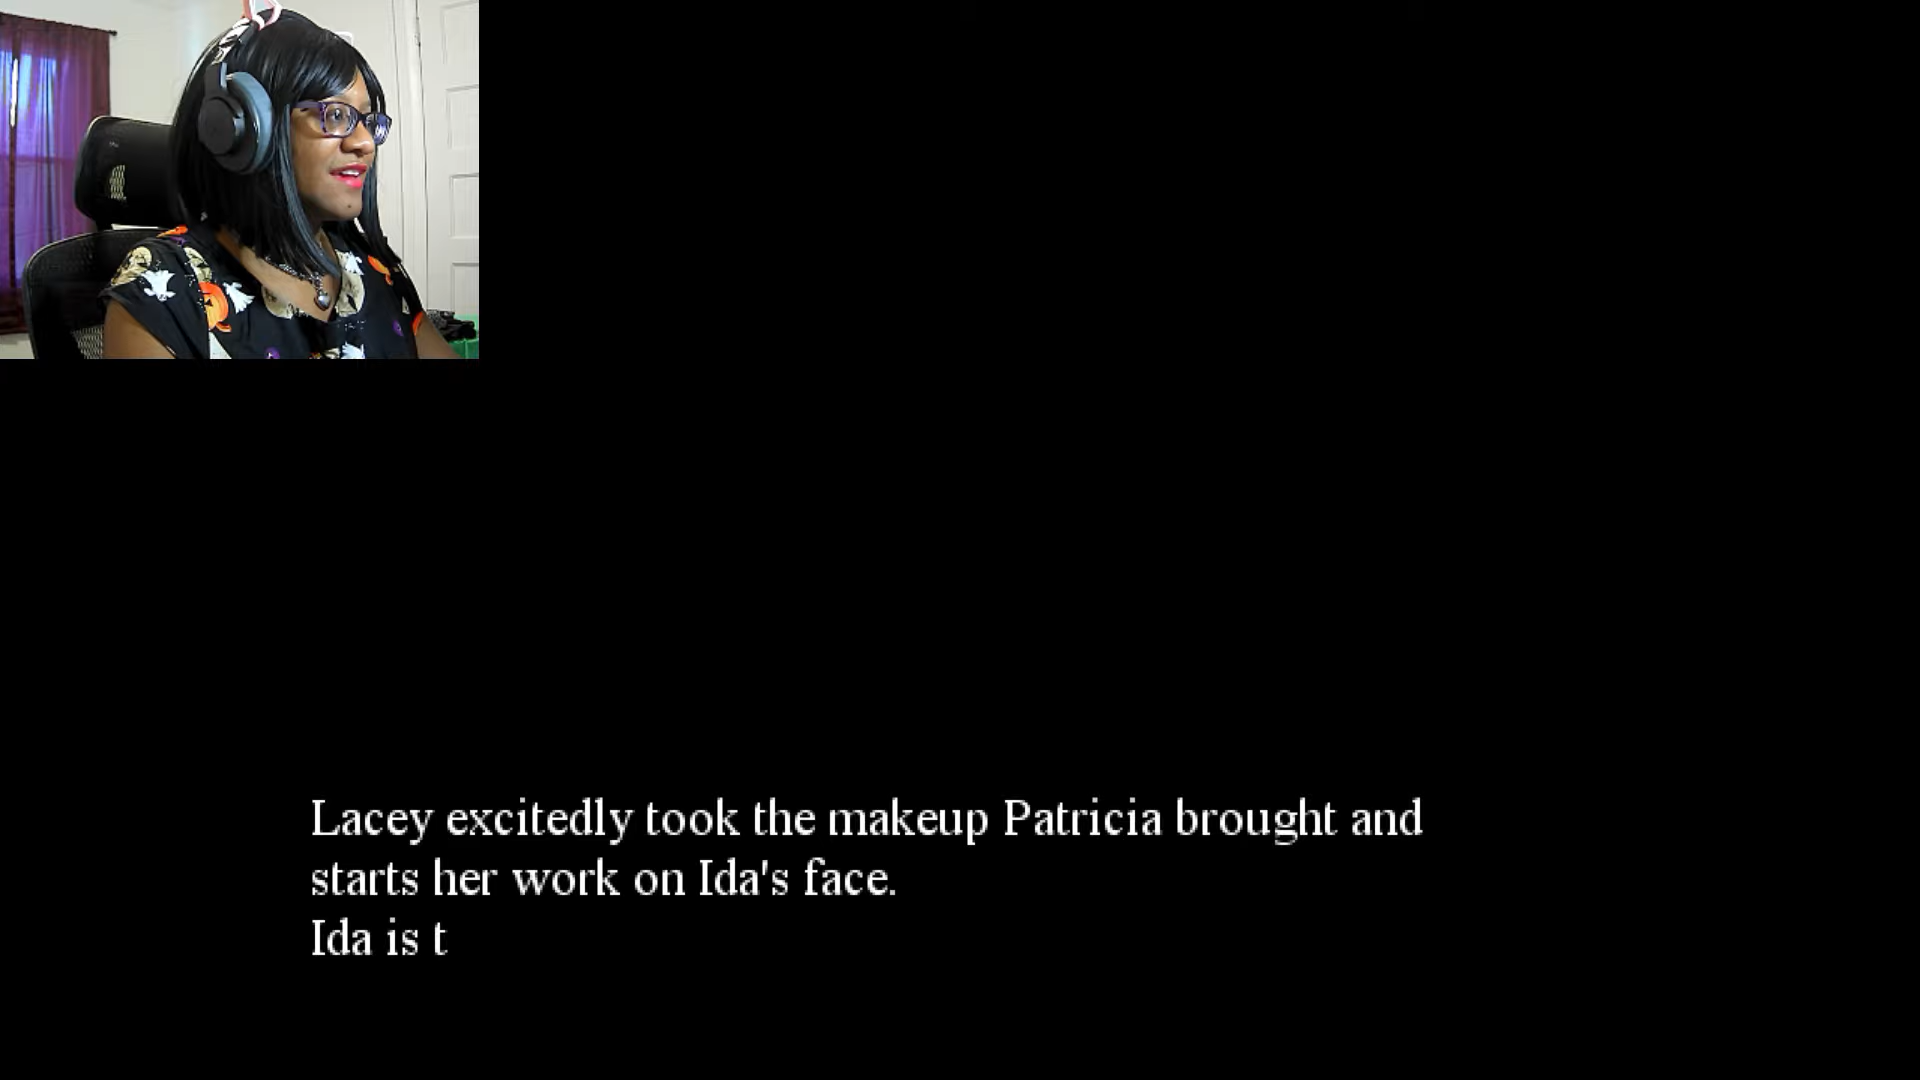 Lacey excitedly took the makeup Patricia brought and
starts her work on Ida's face.
Ida is t